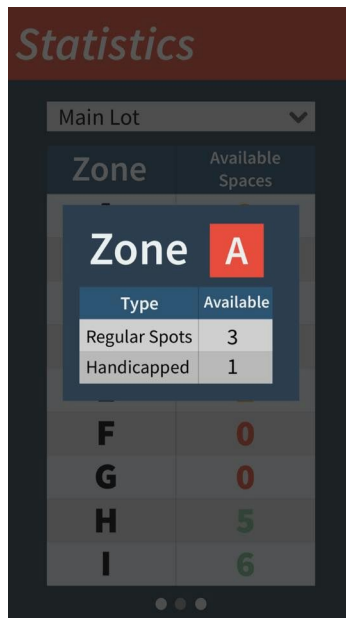 Statistics
Main Lot
Zone Available Spaces
Zone A
Type Available
Regular Spots 3
Handicapped 1
F 0
G 0
H 5
I 6